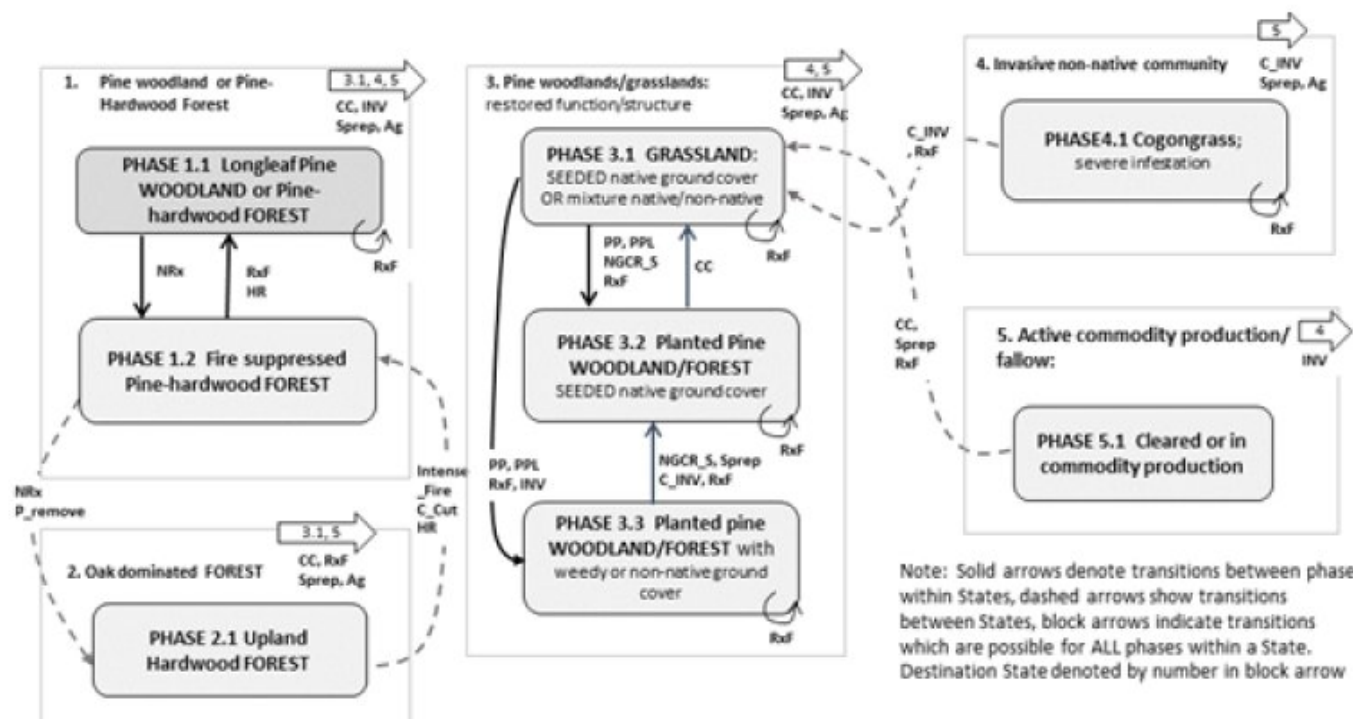 1. Pine woodland or Pine-
Hardwood Forest
3.1, 4, 5
CC, INV
Sprep, Ag
PHASE 1.1 Longleaf Pine
WOODLAND or Pine-
hardwood FOREST
RxF
NRx
RxF
HR
PHASE 1.2 Fire suppressed
Pine-hardwood FOREST
NRx
P_remove
Intense
_Fire
C_Cut
HR
3.1, 5
CC, RxF
Sprep, Ag
2. Oak dominated FOREST
PHASE 2.1 Upland
Hardwood FOREST
3. Pine woodlands/grasslands:
restored function/structure
4, 5
CC, INV
Sprep, Ag
PHASE 3.1 GRASSLAND:
SEEDED native ground cover
OR mixture native/non-native
RxF
PP, PPL
NGCR_S
RxF
CC
PHASE 3.2 Planted Pine
WOODLAND/FOREST
SEEDED native ground cover
RxF
PP, PPL
RxF, INV
NGCR_S, Sprep
C_INV, RxF
PHASE 3.3 Planted pine
WOODLAND/FOREST with
weedy or non-native ground
cover
RxF
4. Invasive non-native community
5
C_INV
Sprep, Ag
C_INV
, RxF
PHASE4.1 Cogongrass;
severe infestation
RxF
CC,
Sprep
RxF
5. Active commodity production/
fallow:
4
INV
PHASE 5.1 Cleared or in
commodity production
Note: Solid arrows denote transitions between phase
within States, dashed arrows show transitions
between States, block arrows indicate transitions
which are possible for ALL phases within a State.
Destination State denoted by number in block arrow